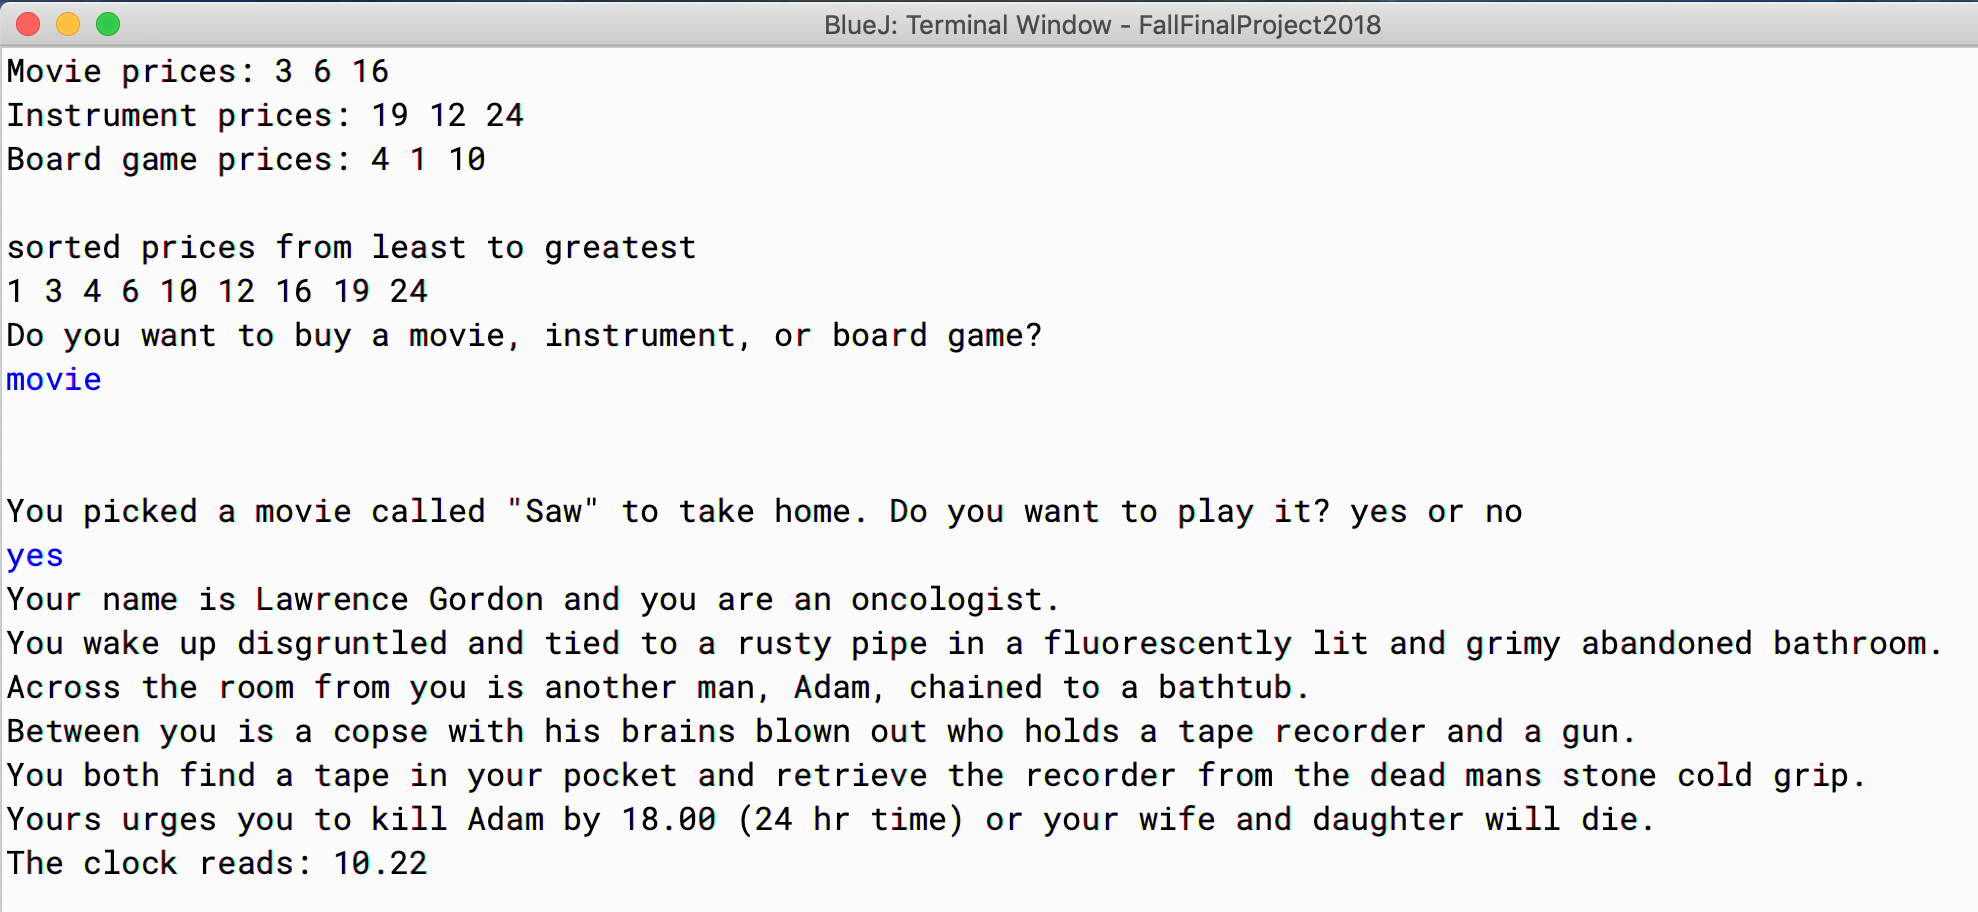 BlueJ: Terminal Window - FallFinalProject2018
Movie prices: 3 6 16
Instrument prices: 19 12 24
Board game prices: 4 1 10
sorted prices from least to greatest
1 3 4 6 10 12 16 19 24
Do you want to buy a movie, instrument, or board game?
movie
You picked a movie called "Saw" to take home. Do you want to play it? yes or no
yes
Your name is Lawrence Gordon and you are an oncologist.
You wake up disgruntled and tied to a rusty pipe in a fluorescently lit and grimy abandoned bathroom.
Across the room from you is another man, Adam, chained to a bathtub.
Between you is a copse with his brains blown out who holds a tape recorder and a gun.
You both find a tape in your pocket and retrieve the recorder from the dead mans stone cold grip.
Yours urges you to kill Adam by 18.00 (24 hr time) or your wife and daughter will die.
The clock reads: 10.22